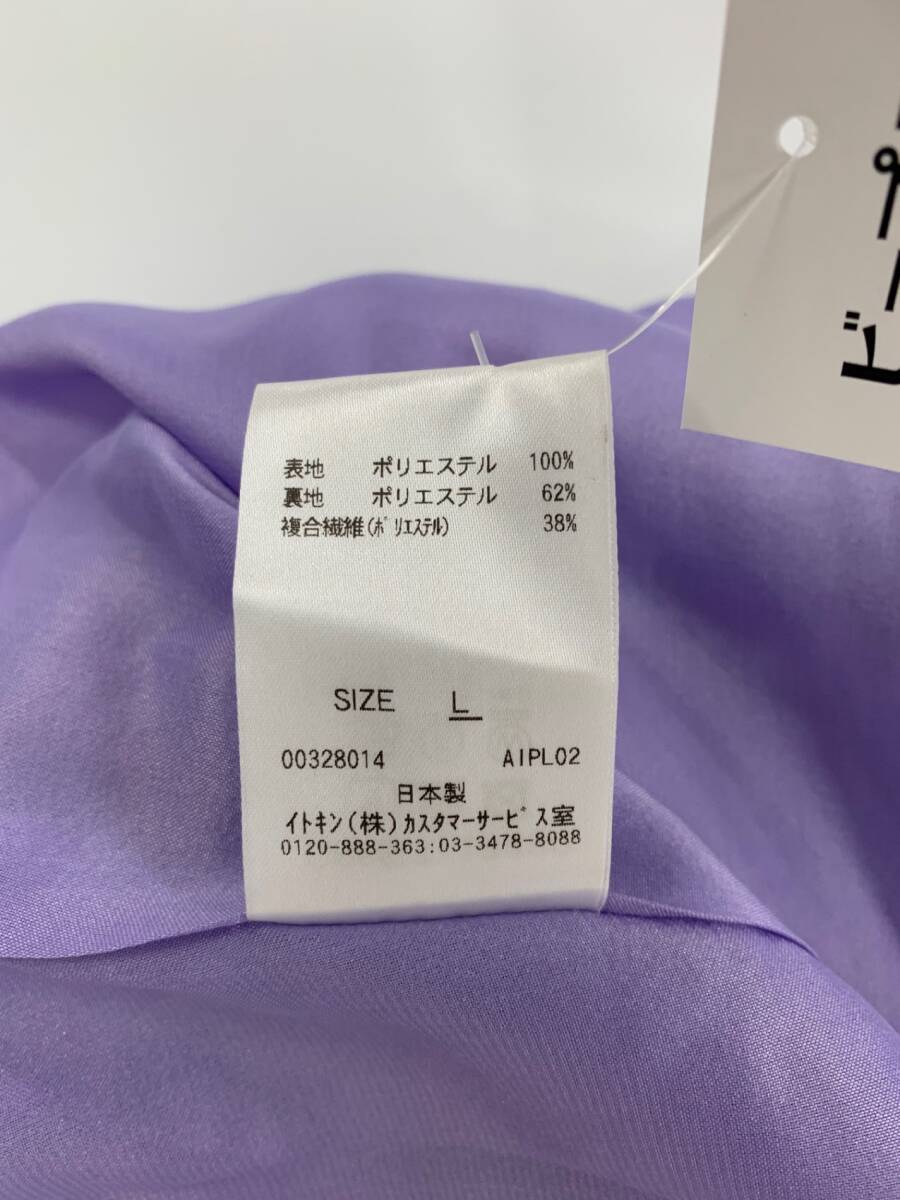 表地 ポリエステル 100%
裏地 ポリエステル 62%
複合繊維(ﾎﾟﾘｴｽﾃﾙ) 38%
SIZE L
00328014 AIPL02
日本製
イトキン(株)ｶｽﾀﾏｰｻｰﾋﾞｽ室
0120-888-363:03-3478-8088